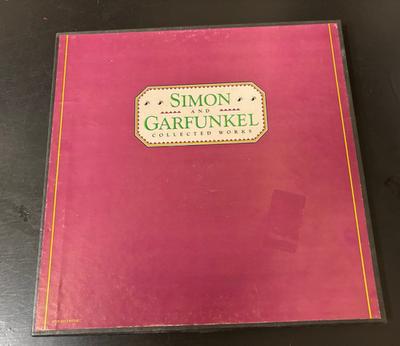 SIMON
AND
GARFUNKEL
COLLECTED WORKS